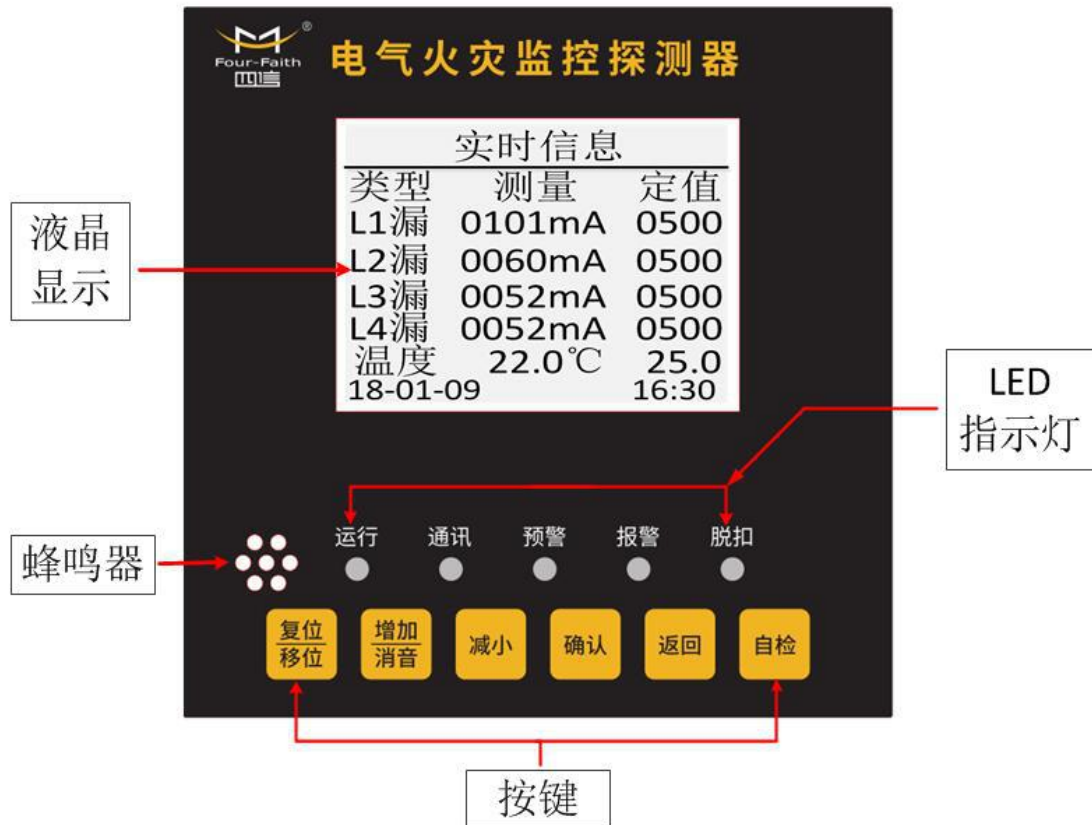 Four-Faith®
四信
电气火灾监控探测器
实时信息
类型 测量 定值
L1漏 0101mA 0500
L2漏 0060mA 0500
L3漏 0052mA 0500
L4漏 0052mA 0500
温度 22.0℃ 25.0
18-01-09 16:30
液晶
显示
LED
指示灯
蜂鸣器
运行 通讯 预警 报警 脱扣
复位 增加 减小 确认 返回 自检
移位 消音
按键